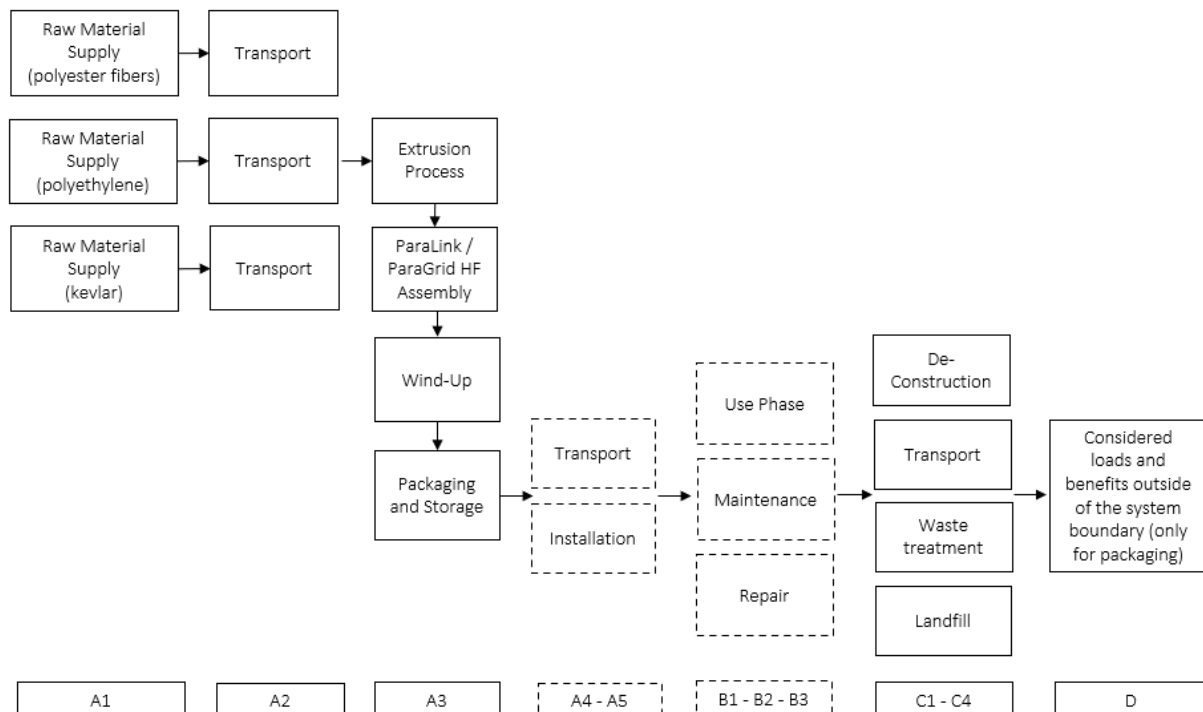 Raw Material
Supply
(polyester fibers)
Transport
Raw Material
Supply
(polyethylene)
Transport
Extrusion
Process
Raw Material
Supply
(kevlar)
Transport
ParaLink /
ParaGrid HF
Assembly
Wind-Up
Packaging
and Storage
Transport
Installation
Use Phase
Maintenance
Repair
De-
Construction
Transport
Waste
treatment
Landfill
Considered
loads and
benefits outside
of the system
boundary (only
for packaging)
A1
A2
A3
A4 - A5
B1 - B2 - B3
C1 - C4
D